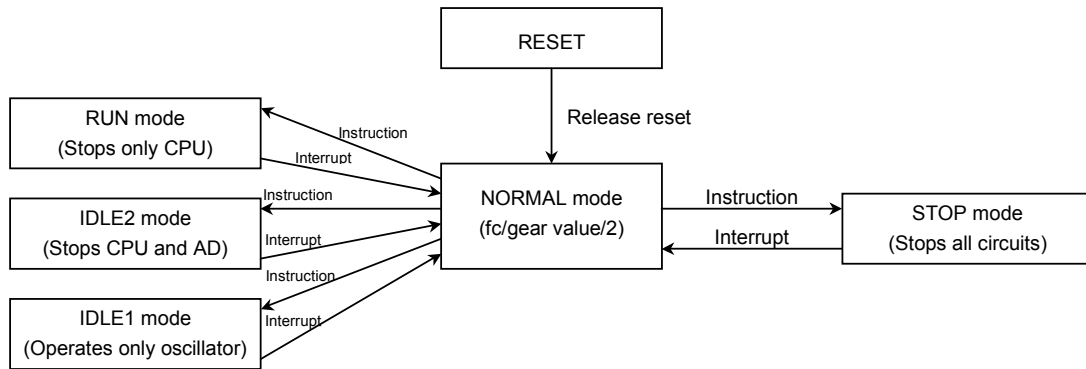 RESET
Release reset
RUN mode
(Stops only CPU)
Instruction
Interrupt
Instruction
IDLE2 mode
(Stops CPU and AD)
Interrupt
Instruction
IDLE1 mode
(Operates only oscillator)
Interrupt
NORMAL mode
(fc/gear value/2)
Instruction
Interrupt
STOP mode
(Stops all circuits)